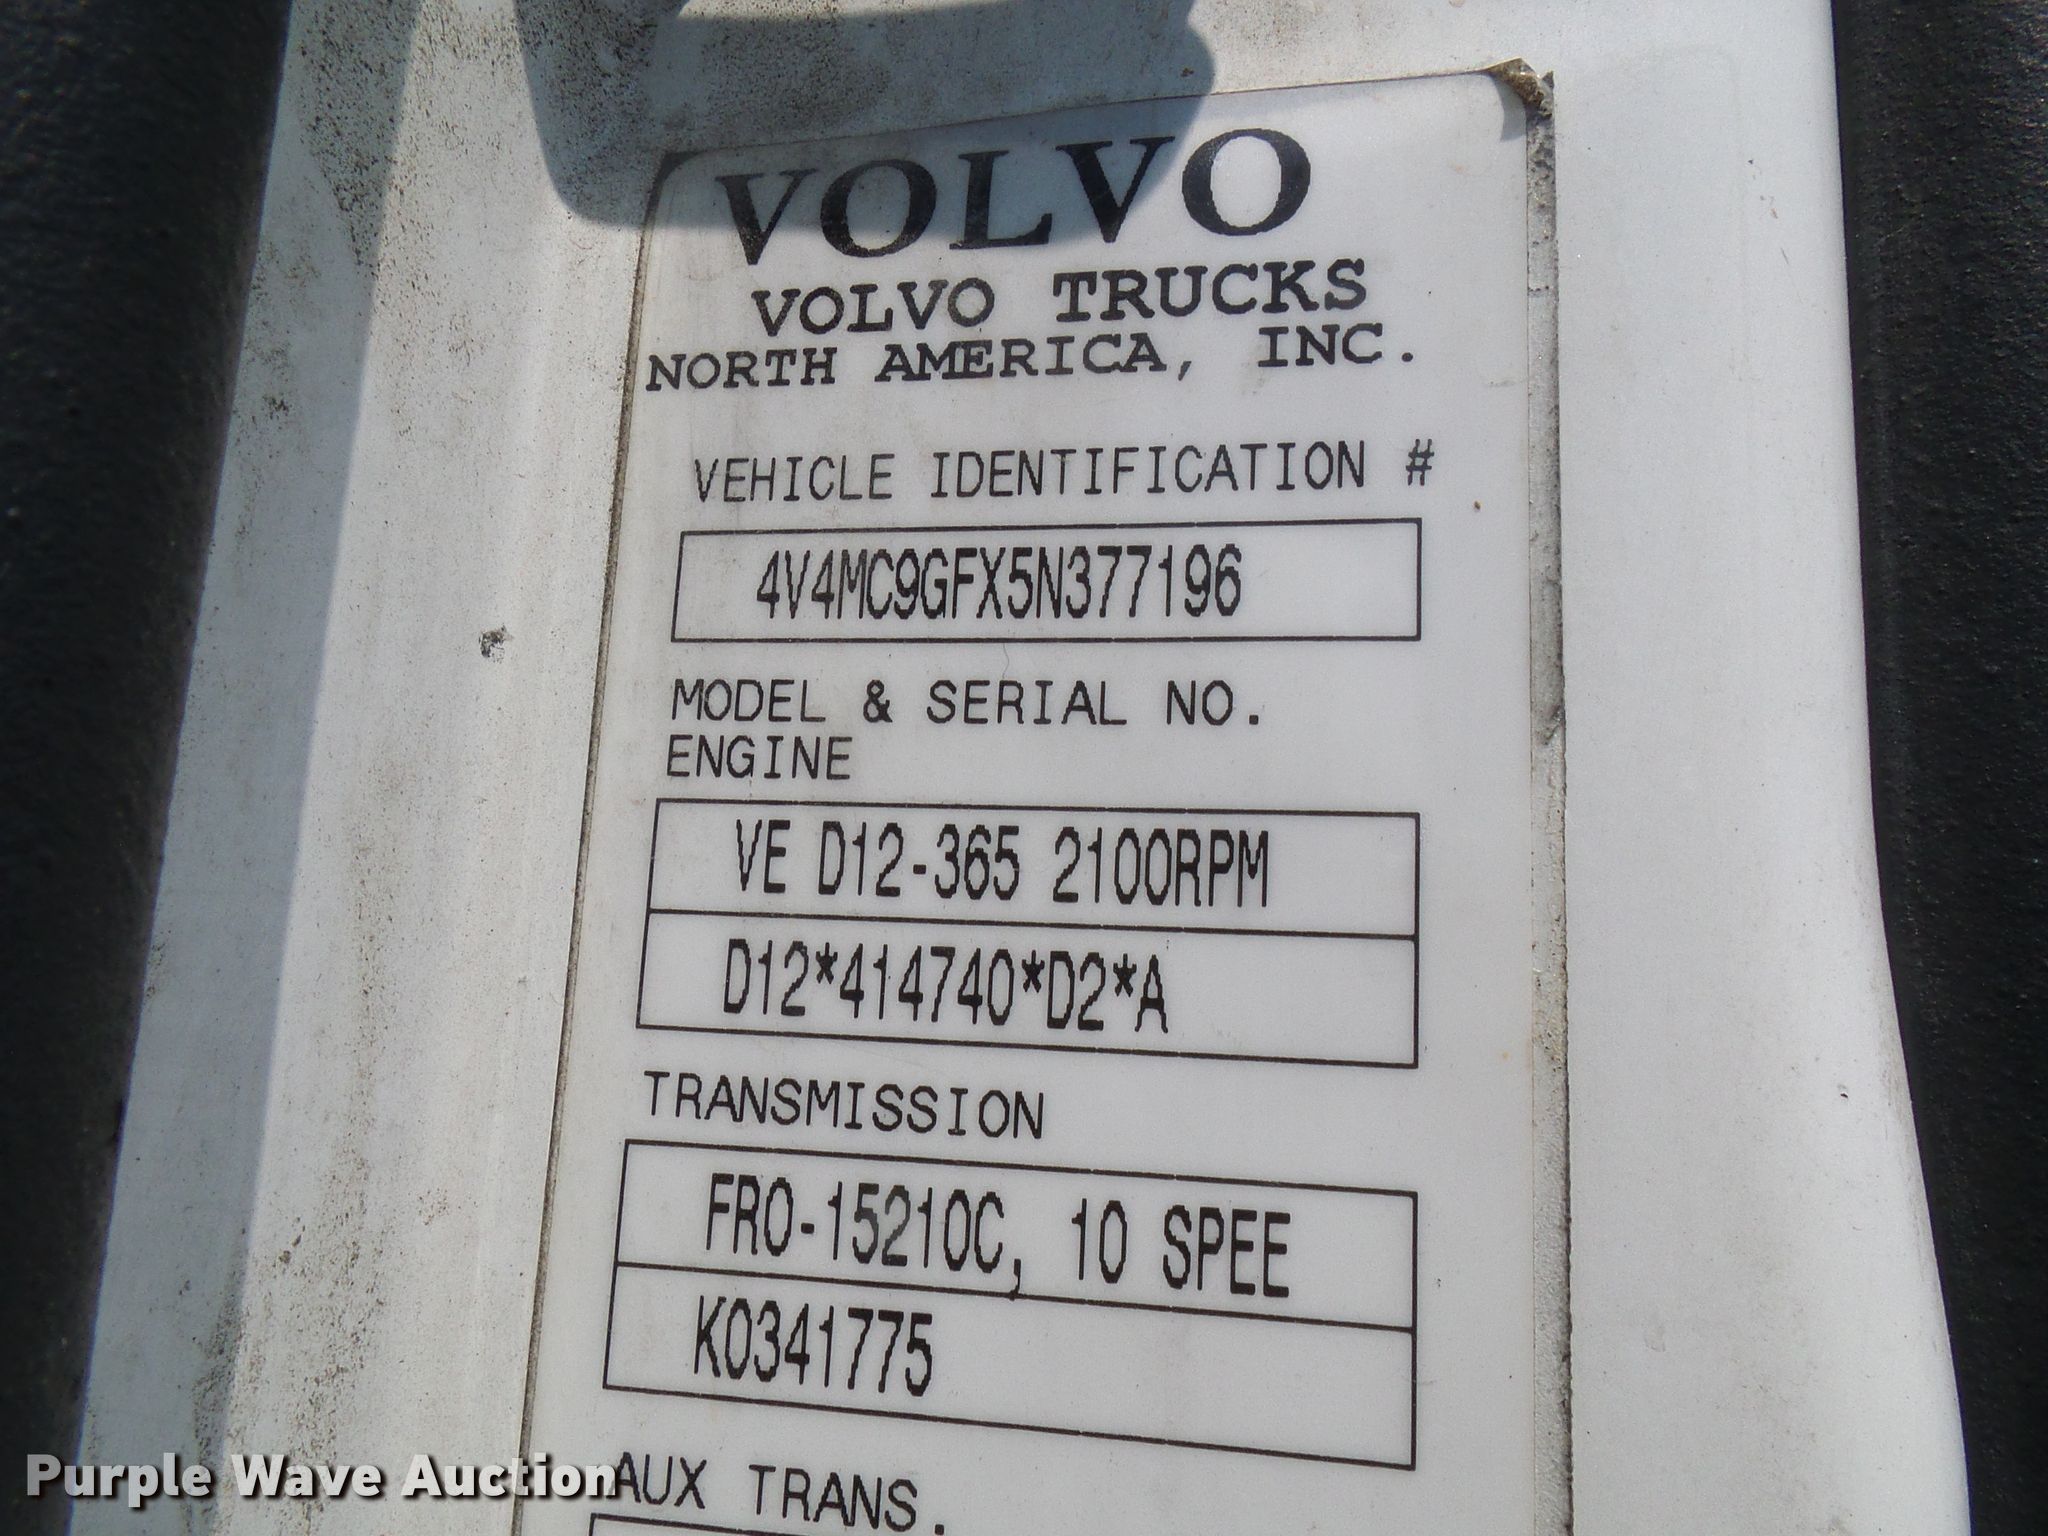 VOLVO
VOLVO TRUCKS
NORTH AMERICA, INC.
VEHICLE IDENTIFICATION #
4V4MC9GFX5N377196
MODEL & SERIAL NO.
ENGINE
VE D12-365 2100RPM
D12*414740*D2*A
TRANSMISSION
FRO-15210C, 10 SPEE
K0341775
AUX TRANS.
Purple Wave Auction